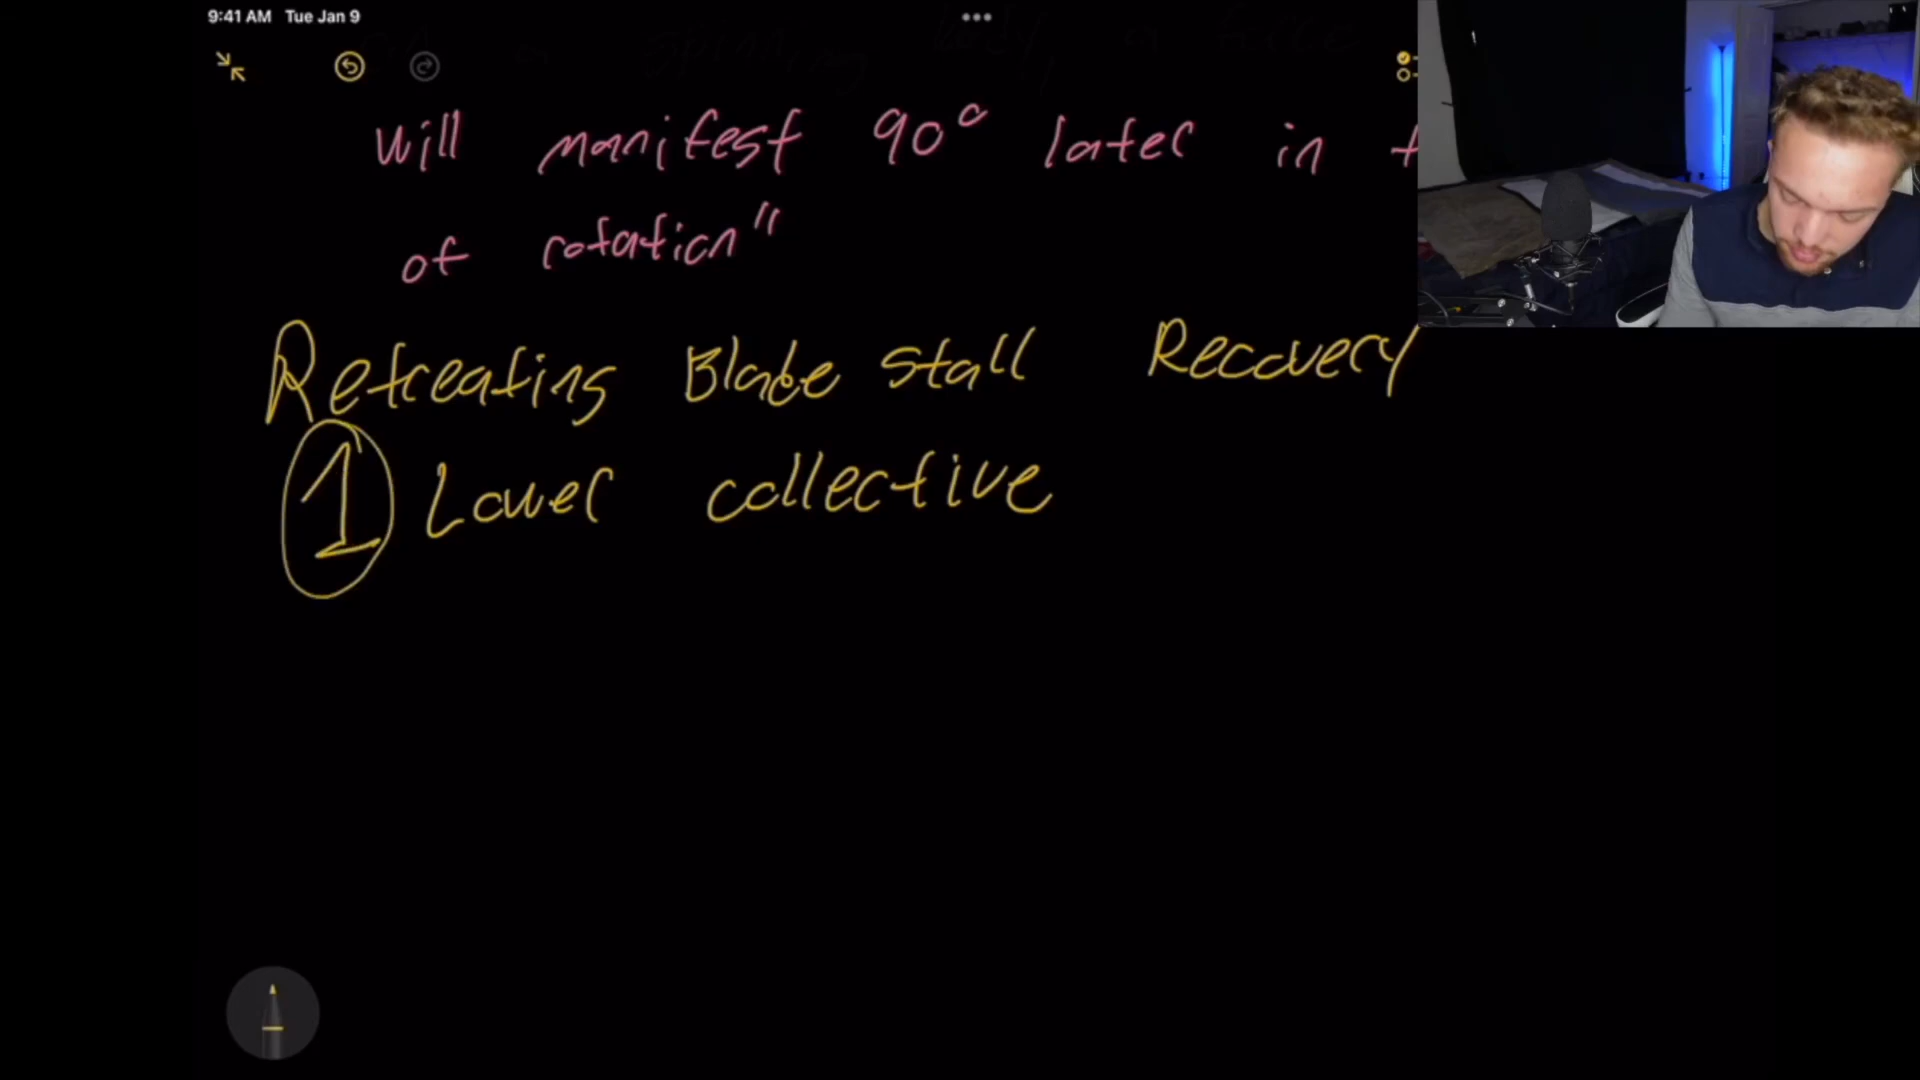 9:41 AM Tue Jan 9
will manifest 90° later in t
of rotation"
Retreating Blade Stall Recovery
1 Lower collective